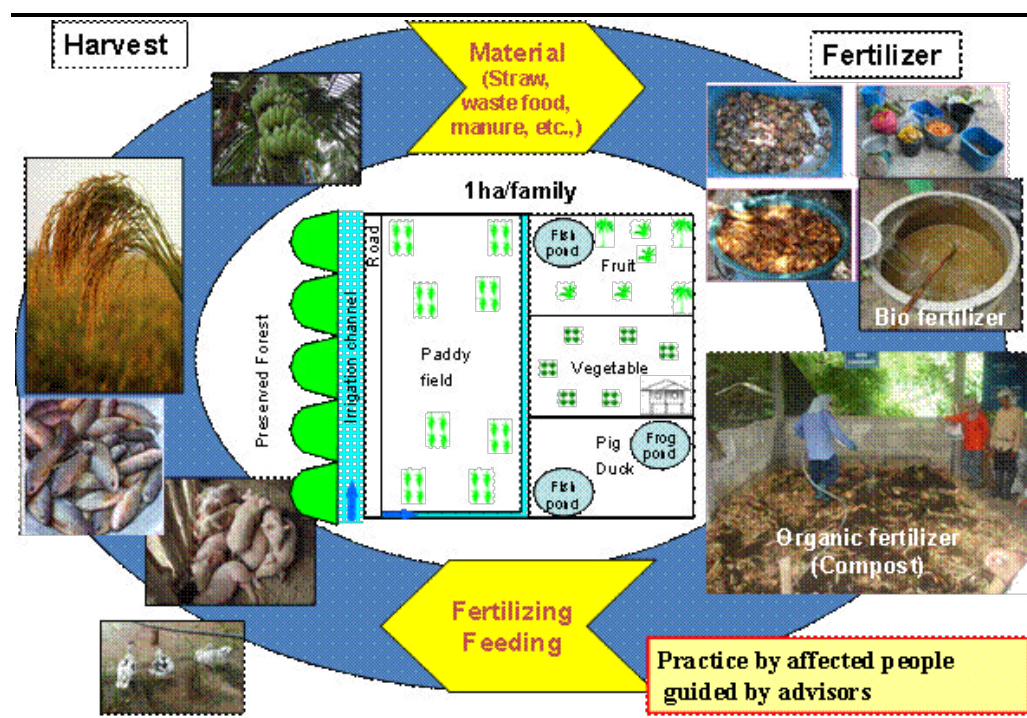 Harvest
Material
(Straw,
waste food,
manure, etc.,)
Fertilizer
1ha/family
Preserved Forest
Irrigation channel
Road
Paddy
field
Fish
pond
Fruit
Vegetable
Pig
Duck
Frog
pond
Fish
pond
Bio fertilizer
Organic fertilizer
(Compost)
Fertilizing
Feeding
Practice by affected people
guided by advisors